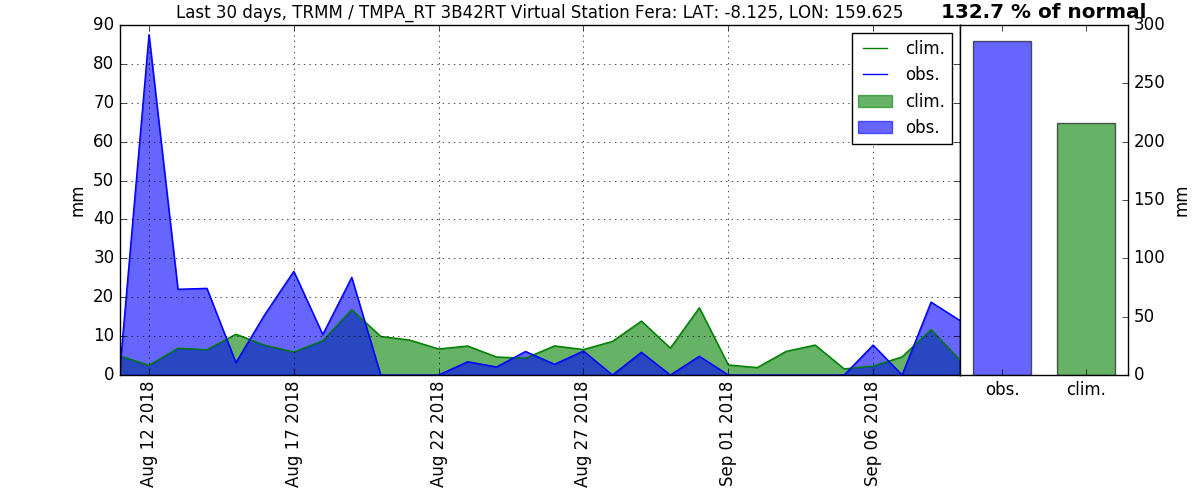 Last 30 days, TRMM / TMPA_RT 3B42RT Virtual Station Fera: LAT: -8.125, LON: 159.625
132.7 % of normal
90
80
70
60
50
40
30
20
10
0
mm
clim.
obs.
clim.
obs.
Aug 12 2018
Aug 17 2018
Aug 22 2018
Aug 27 2018
Sep 01 2018
Sep 06 2018
300
250
200
150
100
50
0
mm
obs.
clim.